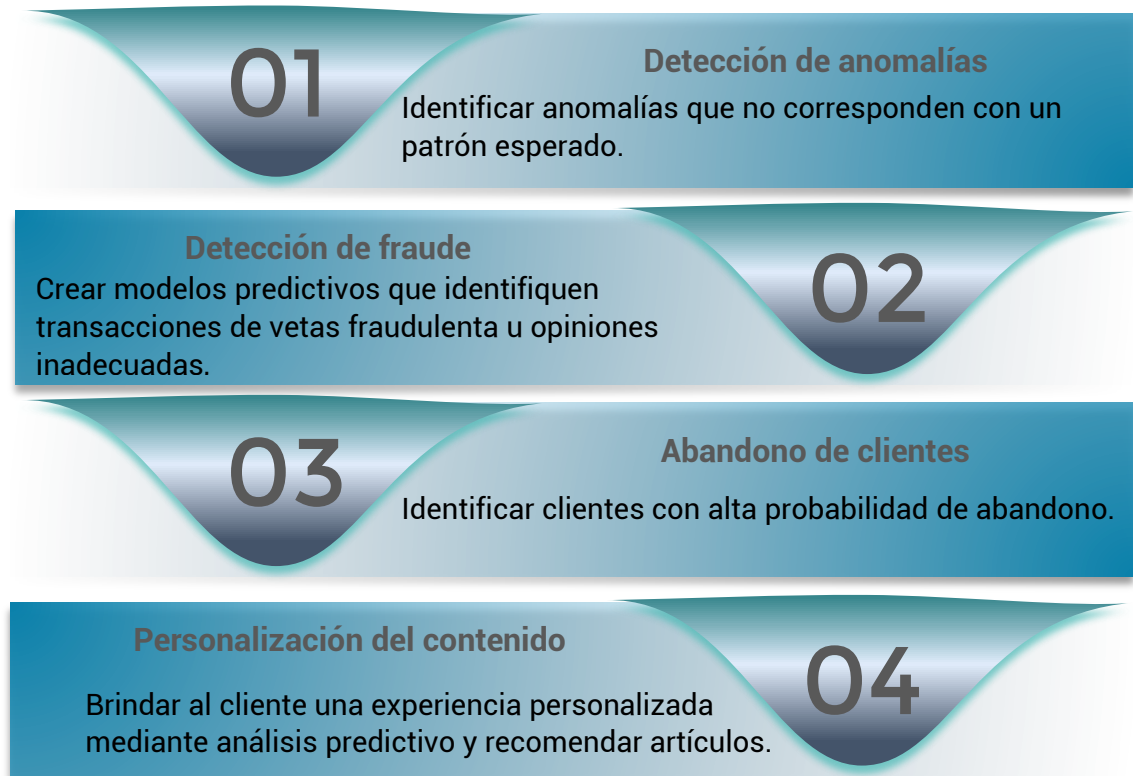 01
Detección de anomalías
Identificar anomalías que no corresponden con un
patrón esperado.
Detección de fraude
Crear modelos predictivos que identifiquen
transacciones de vetas fraudulenta u opiniones
inadecuadas.
02
03
Abandono de clientes
Identificar clientes con alta probabilidad de abandono.
Personalización del contenido
Brindar al cliente una experiencia personalizada
mediante análisis predictivo y recomendar artículos.
04